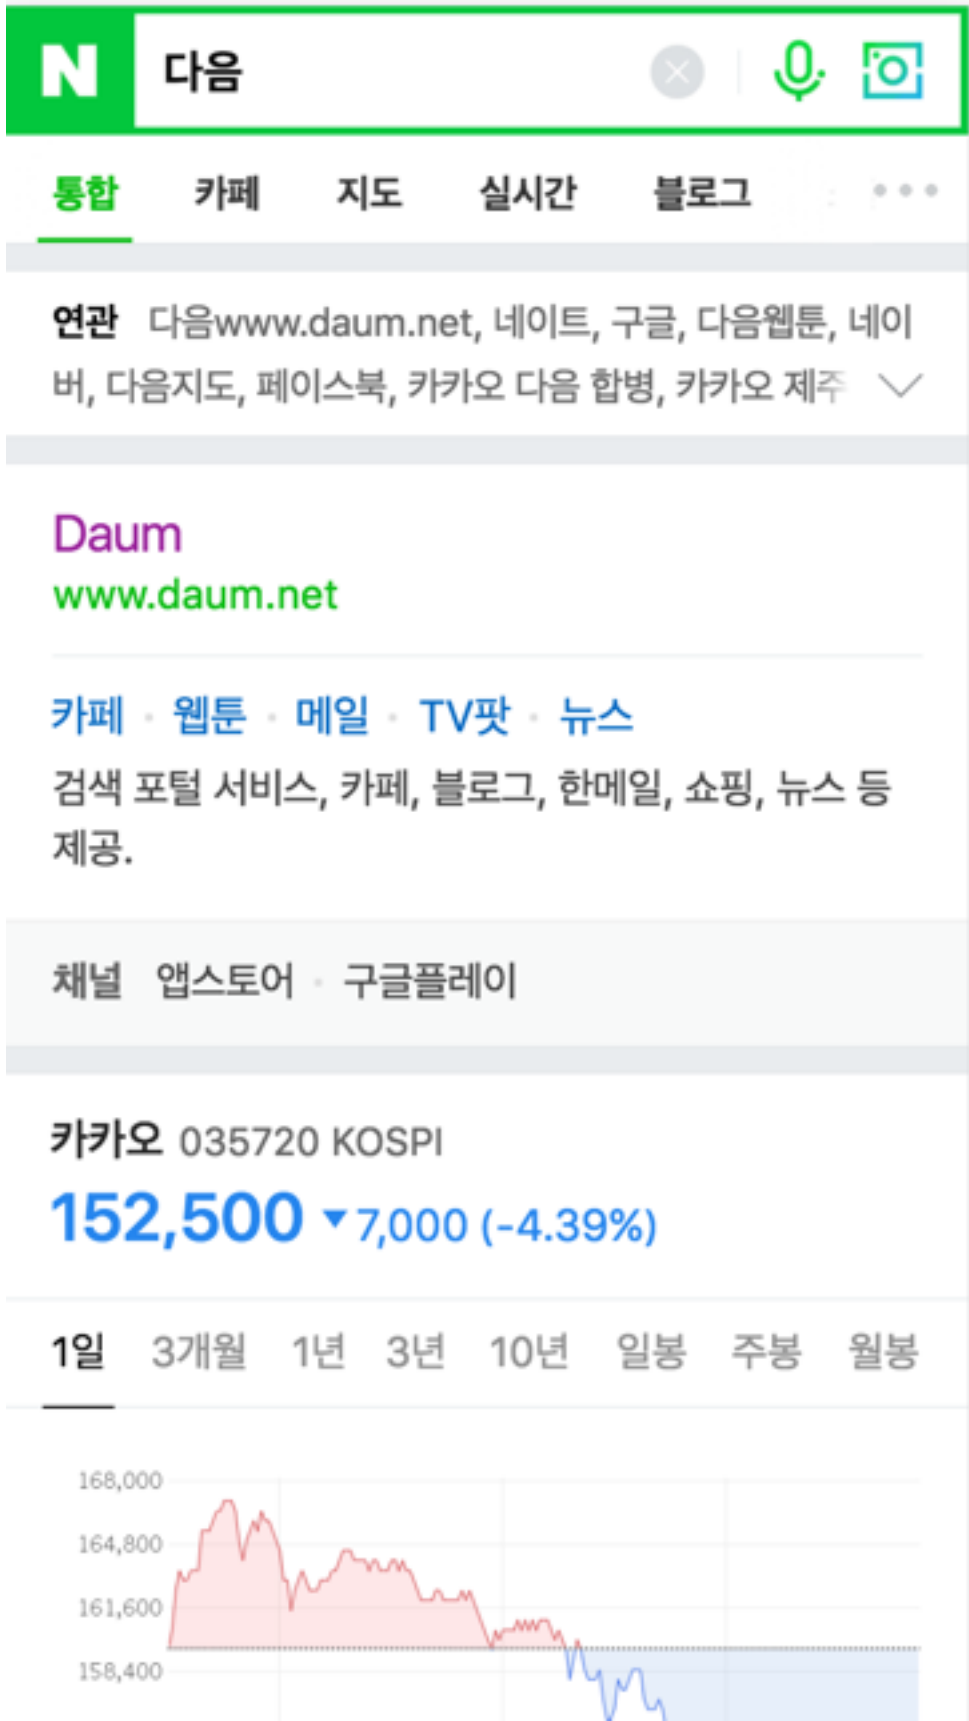 N 다음
통합 카페 지도 실시간 블로그
연관 다음www.daum.net, 네이트, 구글, 다음웹툰, 네이
버, 다음지도, 페이스북, 카카오 다음 합병, 카카오 제주
Daum
www.daum.net
카페 · 웹툰 · 메일 · TV팟 · 뉴스
검색 포털 서비스, 카페, 블로그, 한메일, 쇼핑, 뉴스 등
제공.
채널 앱스토어 · 구글플레이
카카오 035720 KOSPI
152,500 ▼7,000 (-4.39%)
1일 3개월 1년 3년 10년 일봉 주봉 월봉
168,000
164,800
161,600
158,400